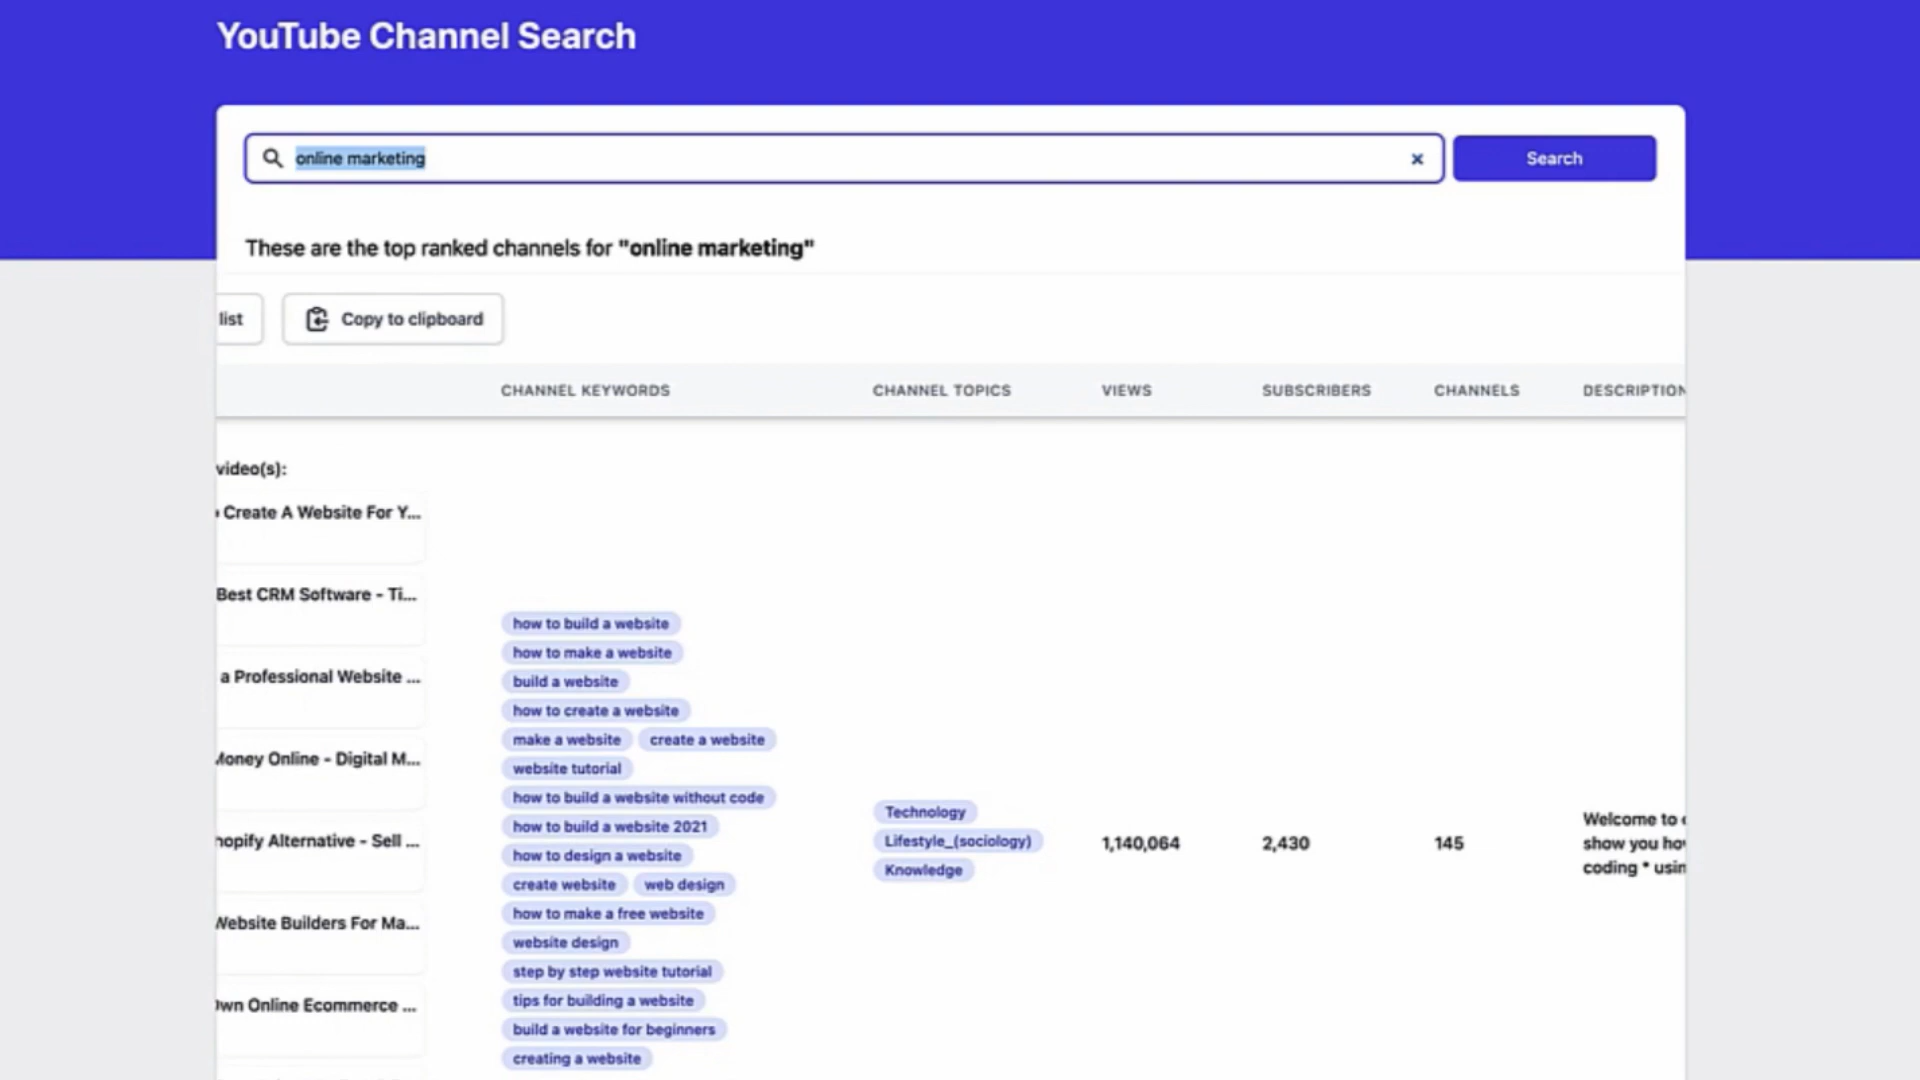 YouTube Channel Search
online marketing
Search
These are the top ranked channels for "online marketing"
list
Copy to clipboard
CHANNEL KEYWORDS CHANNEL TOPICS VIEWS SUBSCRIBERS CHANNELS DESCRIPTION
video(s):
Create A Website For Y...
Best CRM Software - Ti...
a Professional Website ...
Money Online - Digital M...
hopify Alternative - Sell ...
Website Builders For Ma...
Own Online Ecommerce ...
how to build a website
how to make a website
build a website
how to create a website
make a website create a website
website tutorial
how to build a website without code
how to build a website 2021
how to design a website
create website web design
how to make a free website
website design
step by step website tutorial
tips for building a website
build a website for beginners
creating a website
Technology
Lifestyle_(sociology)
Knowledge
1,140,064
2,430
145
Welcome to
show you how
coding * usin